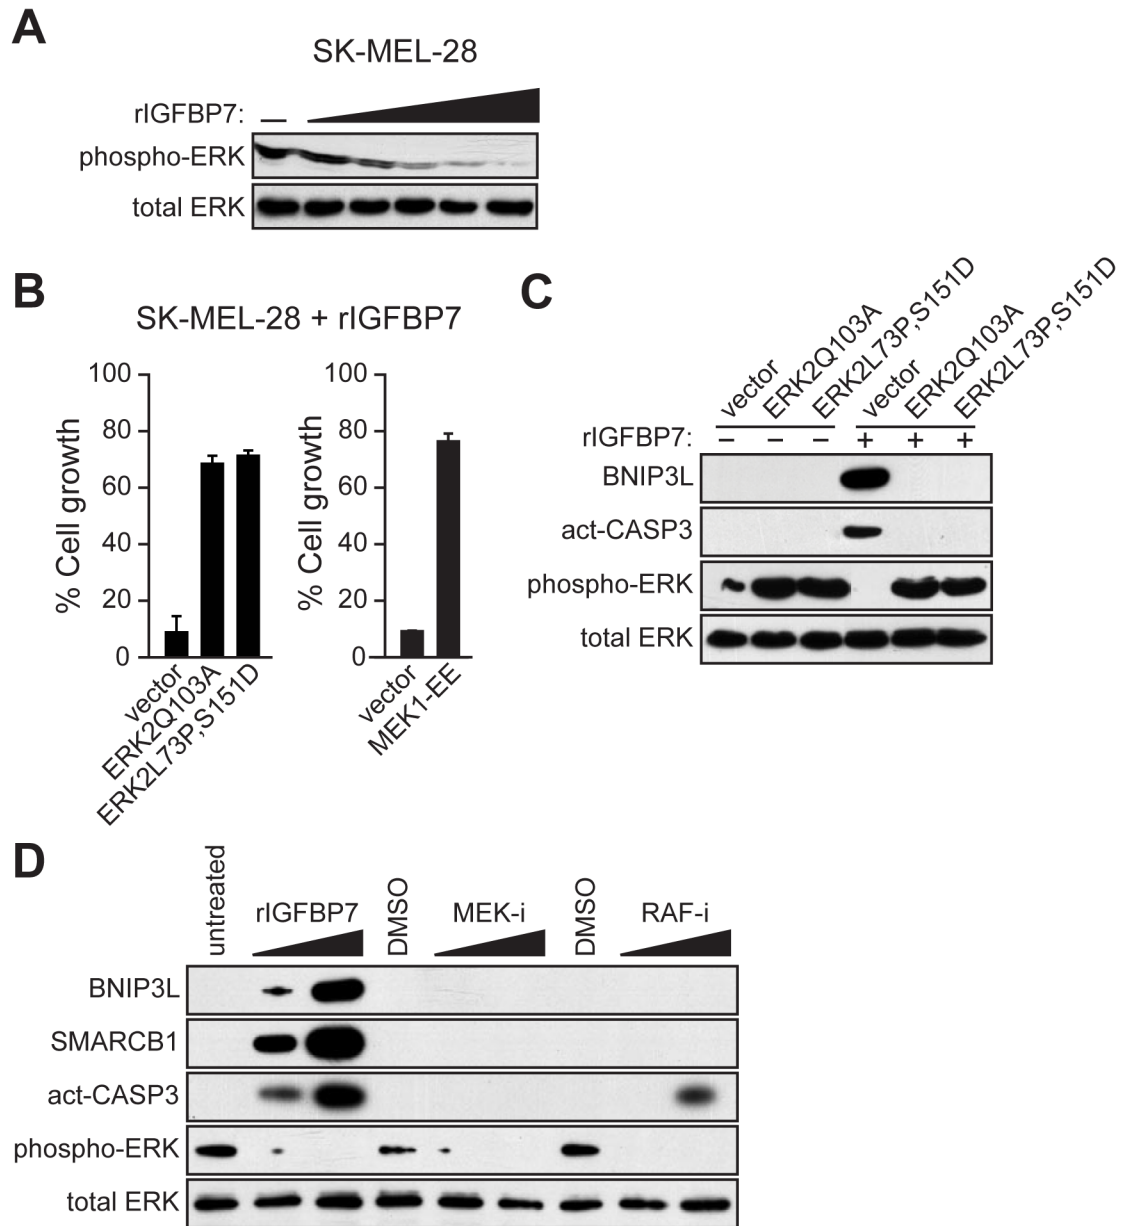 A
SK-MEL-28
rIGFBP7: –
phospho-ERK
total ERK
B
SK-MEL-28 + rIGFBP7
% Cell growth
100
80
60
40
20
0
vector
ERK2Q103A
ERK2L73P,S151D
% Cell growth
100
80
60
40
20
0
vector
MEK1-EE
C
vector
ERK2Q103A
ERK2L73P,S151D
vector
ERK2Q103A
ERK2L73P,S151D
rIGFBP7: – – – + + +
BNIP3L
act-CASP3
phospho-ERK
total ERK
D
untreated
rIGFBP7
DMSO
MEK-i
DMSO
RAF-i
BNIP3L
SMARCB1
act-CASP3
phospho-ERK
total ERK